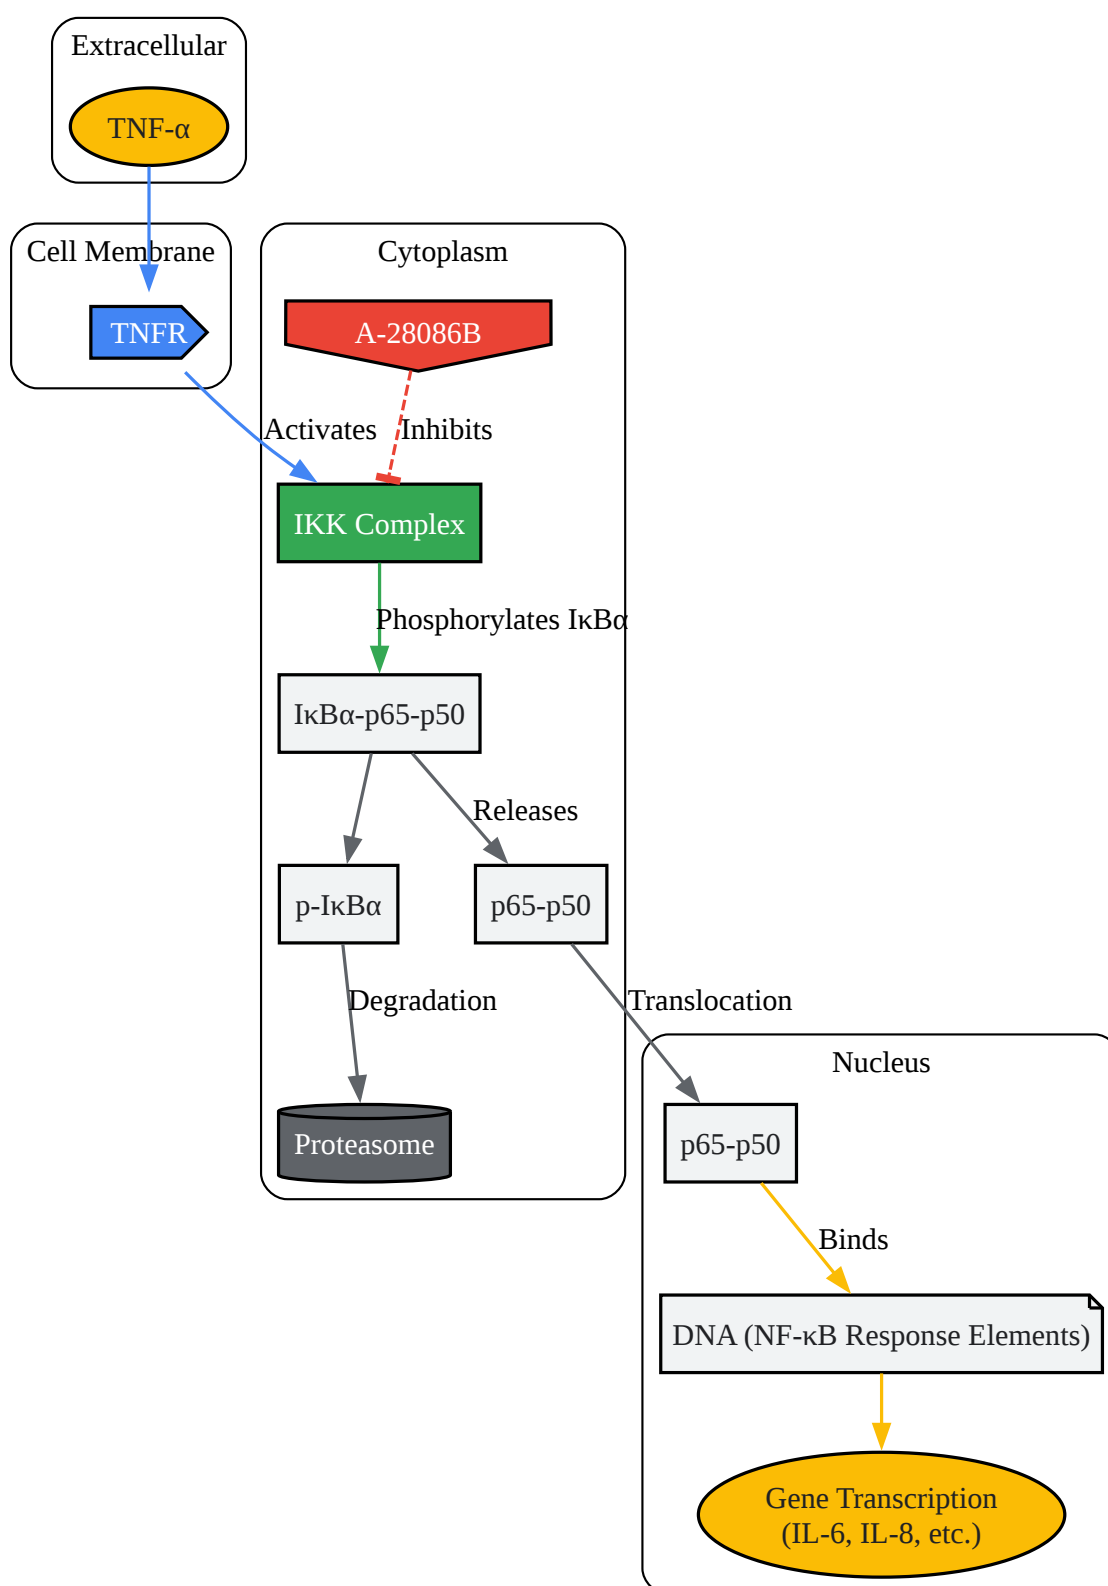 Extracellular
TNF-α
Cell Membrane
TNFR
Cytoplasm
A-28086B
Activates
Inhibits
IKK Complex
Phosphorylates IκBα
IκBα-p65-p50
Releases
p-IκBα
p65-p50
Degradation
Translocation
Proteasome
Nucleus
p65-p50
Binds
DNA (NF-κB Response Elements)
Gene Transcription
(IL-6, IL-8, etc.)